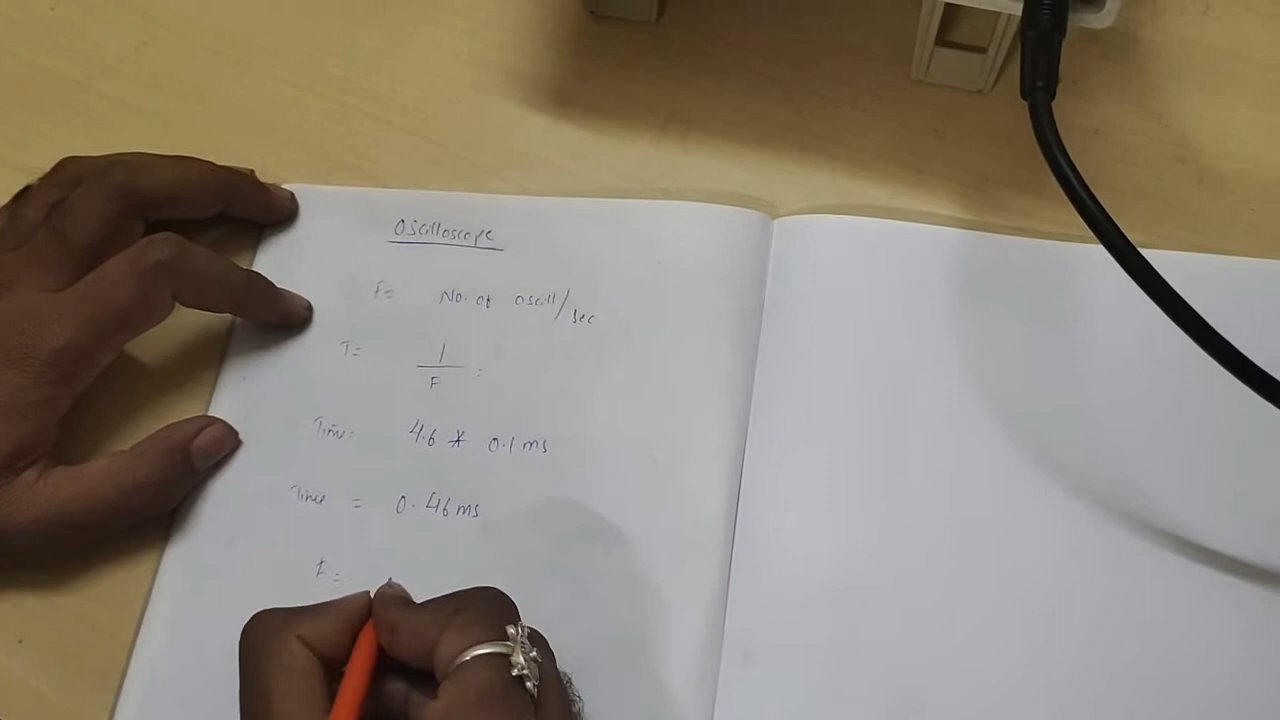 Oscilloscope
F= No. of oscill/sec
T= 1/F =
Time= 4.6 * 0.1 ms
Time = 0.46 ms
F =